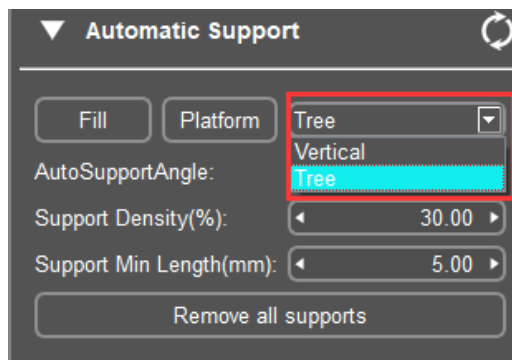 Automatic Support
Fill Platform Tree
Vertical
AutoSupportAngle: Tree
Support Density(%): 30.00
Support Min Length(mm): 5.00
Remove all supports